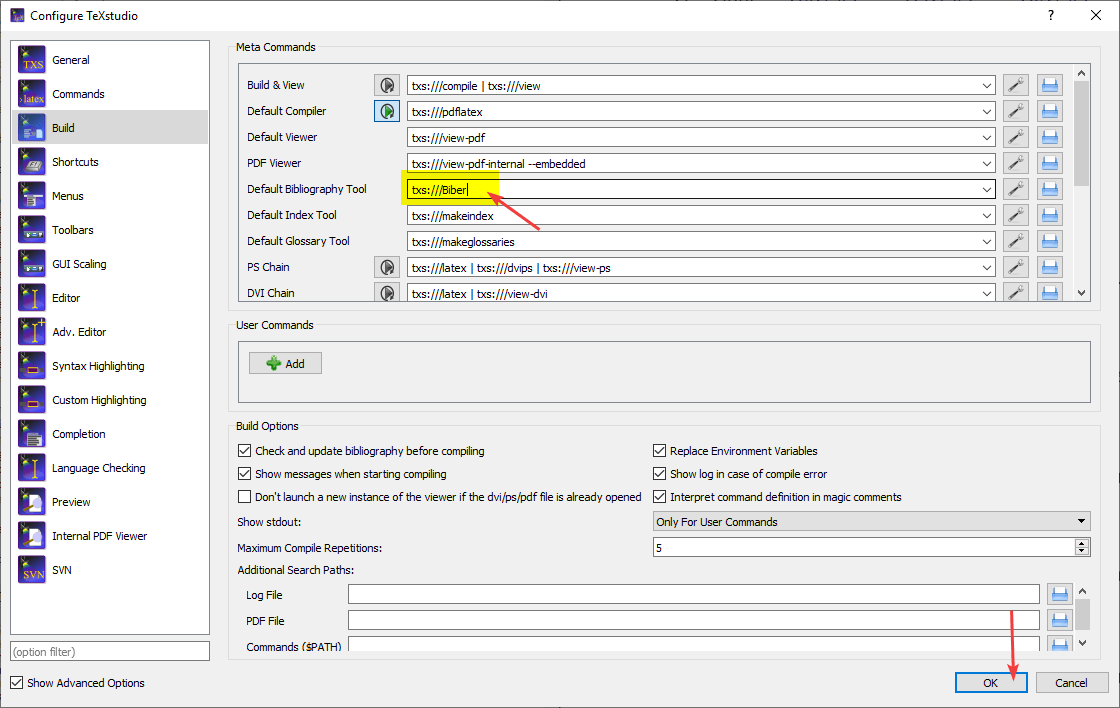 Configure TeXstudio
?
General
Commands
Build
Shortcuts
Menus
Toolbars
GUI Scaling
Editor
Adv. Editor
Syntax Highlighting
Custom Highlighting
Completion
Language Checking
Preview
Internal PDF Viewer
SVN
(option filter)
Show Advanced Options
Meta Commands
Build & View txs:///compile | txs:///view
Default Compiler txs:///pdflatex
Default Viewer txs:///view-pdf
PDF Viewer txs:///view-pdf-internal --embedded
Default Bibliography Tool txs:///Biber
Default Index Tool txs:///makeindex
Default Glossary Tool txs:///makeglossaries
PS Chain txs:///latex | txs:///dvips | txs:///view-ps
DVI Chain txs:///latex | txs:///view-dvi
User Commands
Add
Build Options
Check and update bibliography before compiling Replace Environment Variables
Show messages when starting compiling Show log in case of compile error
Don't launch a new instance of the viewer if the dvi/ps/pdf file is already opened Interpret command definition in magic comments
Show stdout: Only For User Commands
Maximum Compile Repetitions: 5
Additional Search Paths:
Log File
PDF File
Commands ($PATH)
OK Cancel